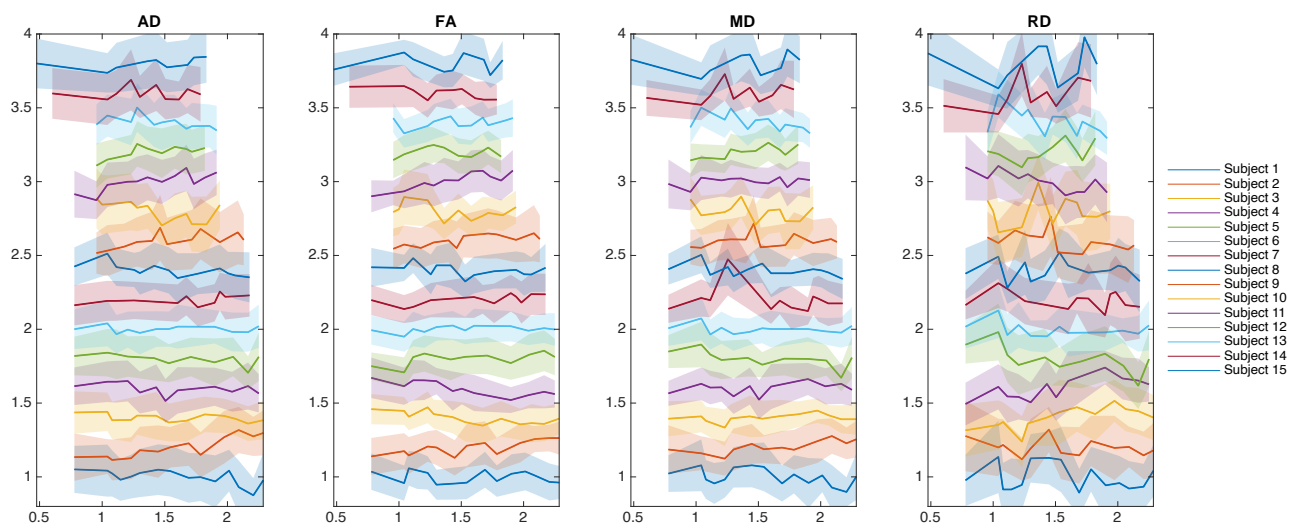 AD
FA
MD
RD
4
3.5
3
2.5
2
1.5
1
0.5 1 1.5 2
4
3.5
3
2.5
2
1.5
1
0.5 1 1.5 2
4
3.5
3
2.5
2
1.5
1
0.5 1 1.5 2
4
3.5
3
2.5
2
1.5
1
0.5 1 1.5 2
Subject 1
Subject 2
Subject 3
Subject 4
Subject 5
Subject 6
Subject 7
Subject 8
Subject 9
Subject 10
Subject 11
Subject 12
Subject 13
Subject 14
Subject 15